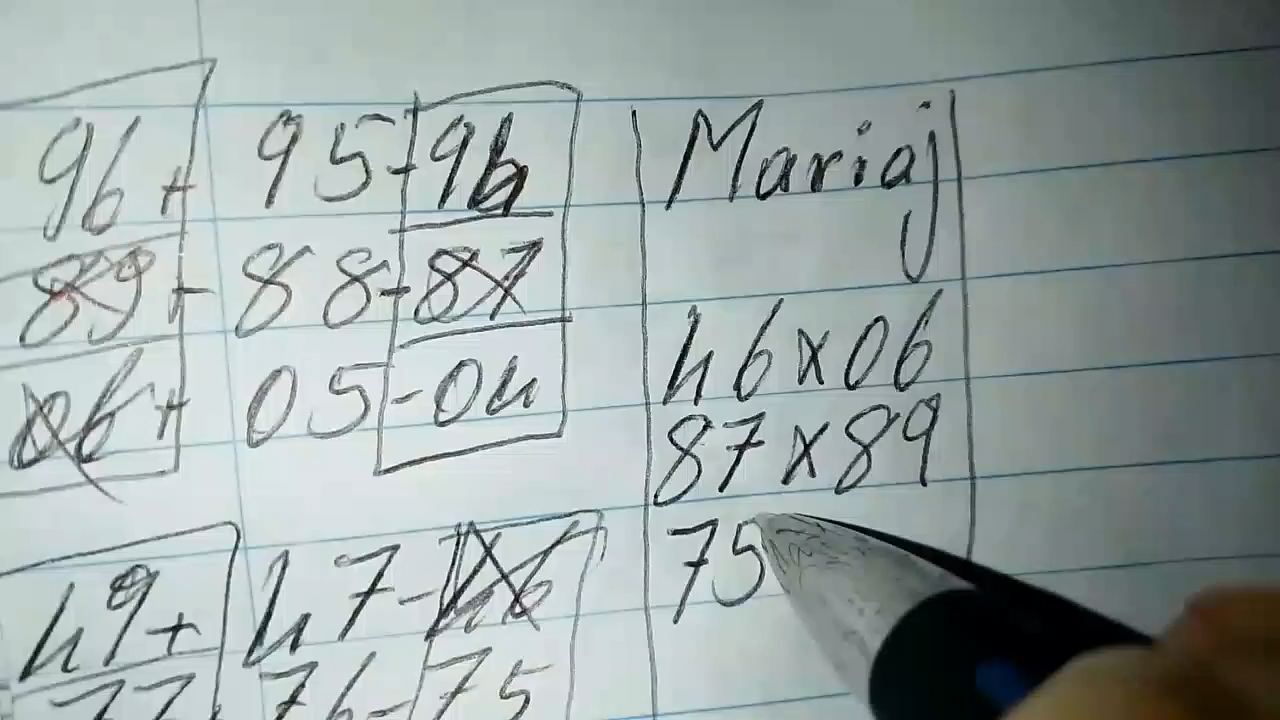 96 + 95 - 96
89 - 88 - 87
06 + 05 - 04
49 + 47 - 46
77 76 - 75
Mariaj
46x06
87x89
75